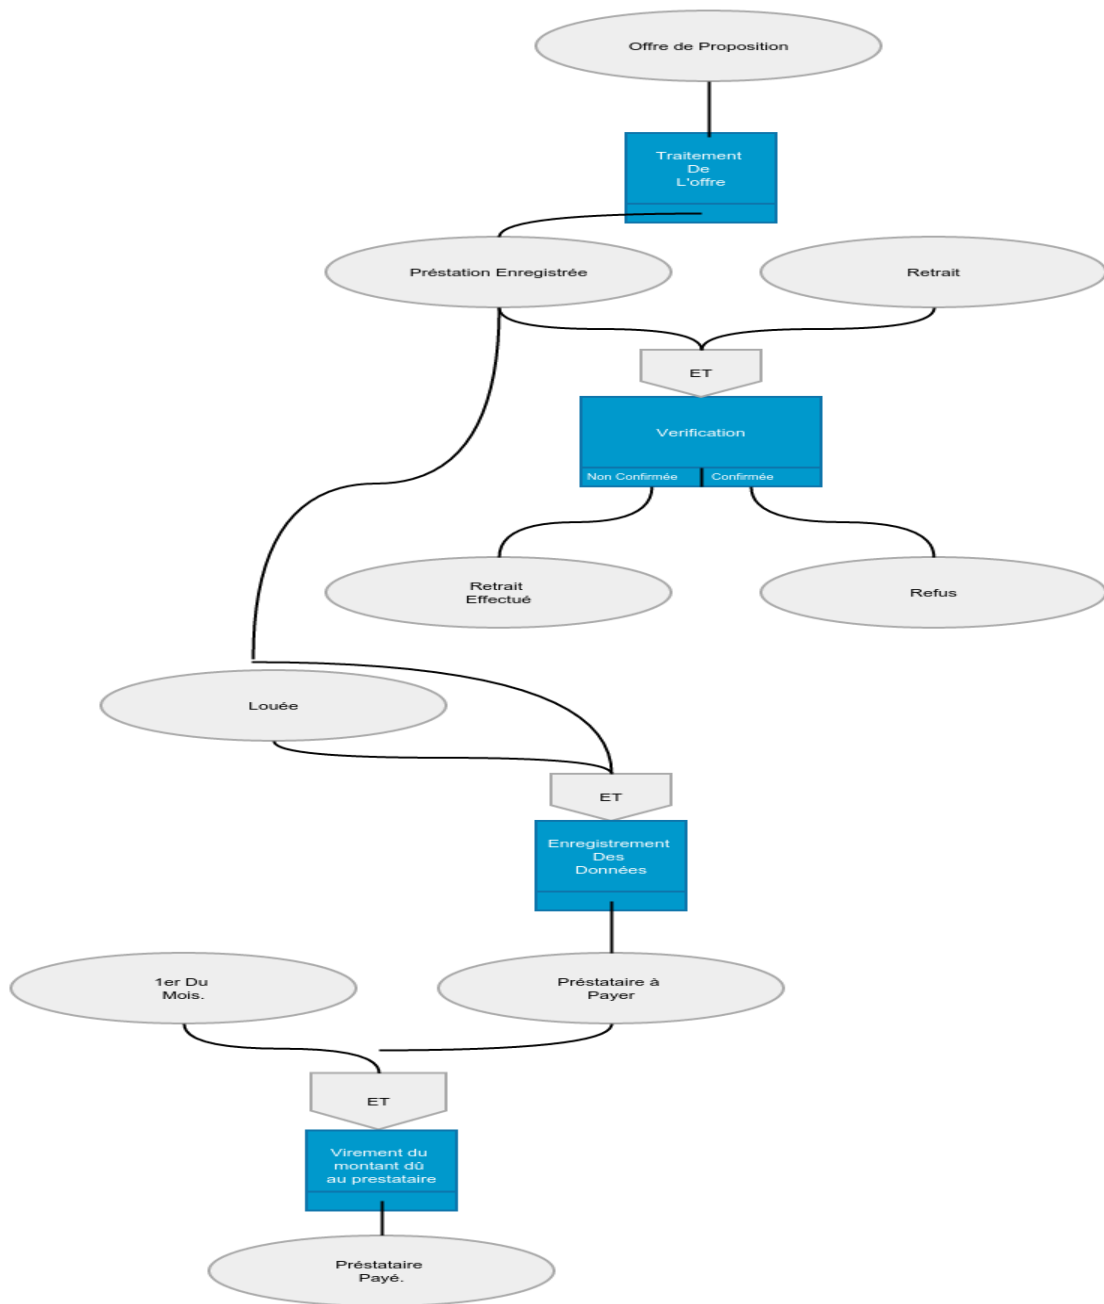 Offre de Proposition
Traitement
De
L'offre
Préstation Enregistrée
Retrait
ET
Verification
Non Confirmée
Confirmée
Retrait
Effectué
Refus
Louée
ET
Enregistrement
Des
Données
1er Du
Mois.
Préstataire à
Payer
ET
Virement du
montant dû
au prestataire
Préstataire
Payé.